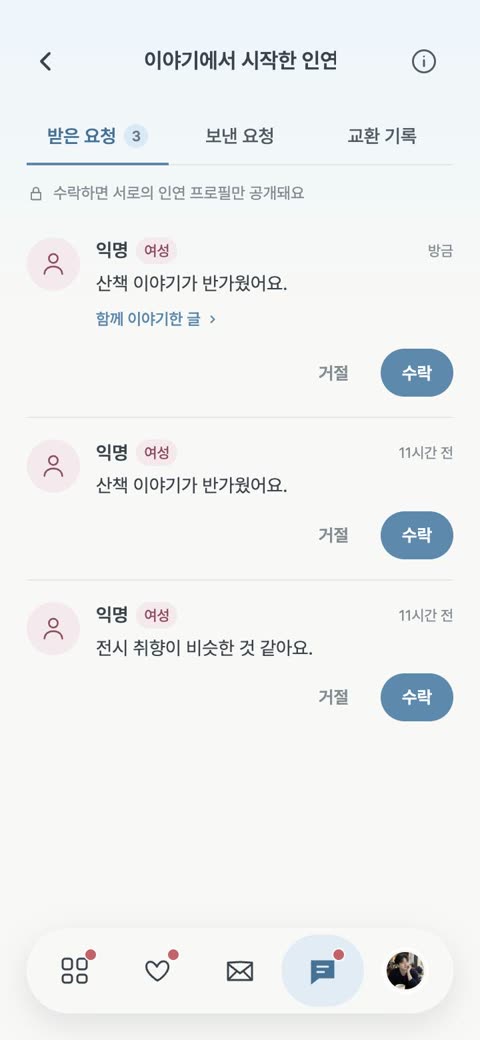 이야기에서 시작한 인연
받은 요청 3
보낸 요청
교환 기록
수락하면 서로의 인연 프로필만 공개돼요
익명 여성 방금
산책 이야기가 반가웠어요.
함께 이야기한 글
거절 수락
익명 여성 11시간 전
산책 이야기가 반가웠어요.
거절 수락
익명 여성 11시간 전
전시 취향이 비슷한 것 같아요.
거절 수락